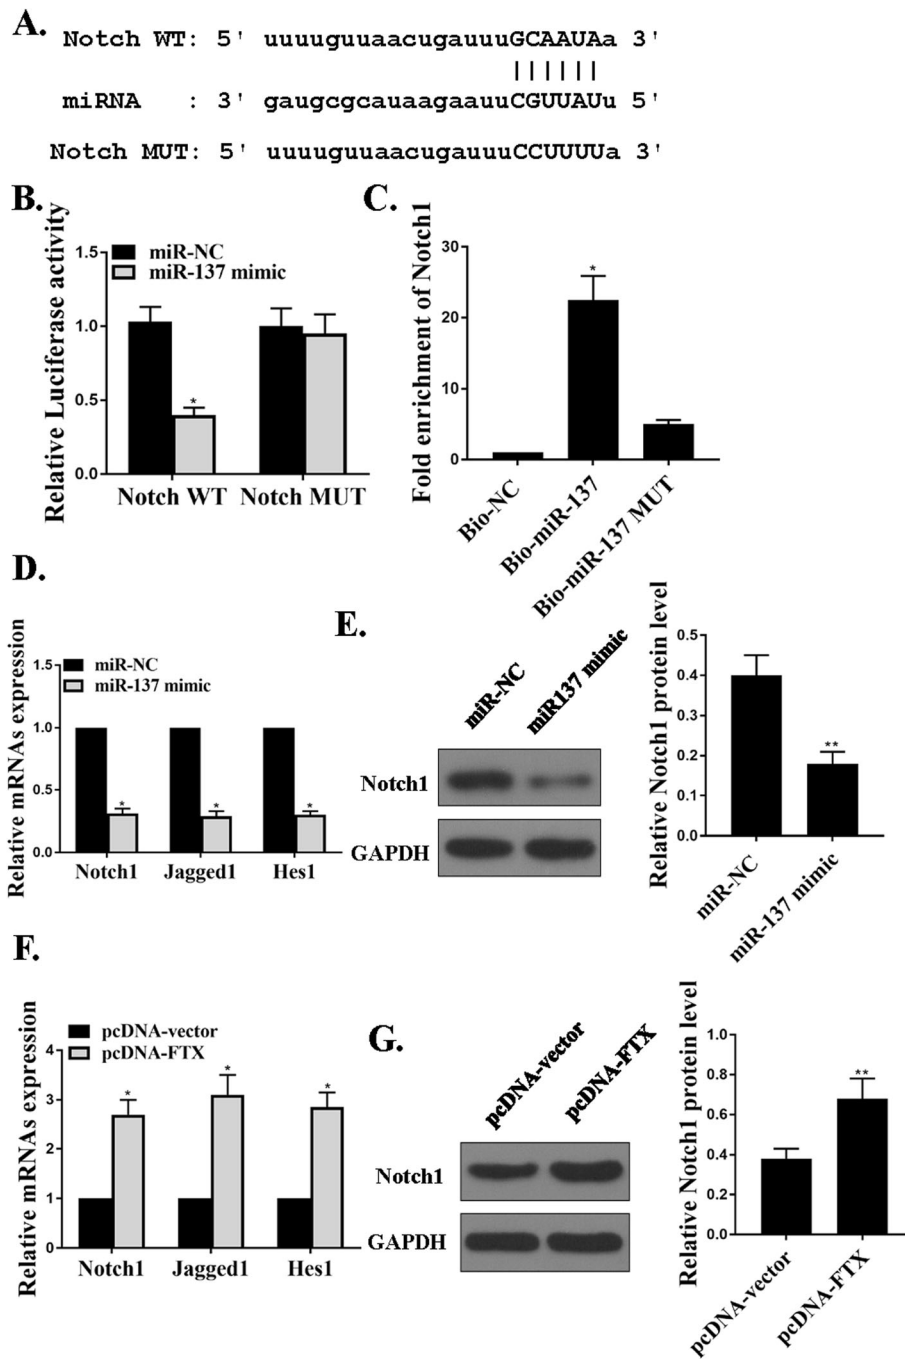 A.
Notch WT: 5' uuuuguuaacugauuuGCAAUAa 3'
||||||
miRNA : 3' gaugcgcauaagaauuCGUUAUu 5'
Notch MUT: 5' uuuuguuaacugauuuCCUUUUa 3'
B.
Relative Luciferase activity
miR-NC
miR-137 mimic
1.5
1.0
0.5
0.0
*
Notch WT Notch MUT
C.
Fold enrichment of Notch1
30
20
10
0
*
Bio-NC
Bio-miR-137
Bio-miR-137 MUT
D.
Relative mRNAs expression
miR-NC
miR-137 mimic
1.5
1.0
0.5
0.0
* * *
Notch1 Jagged1 Hes1
E.
miR-NC
miR137 mimic
Notch1
GAPDH
Relative Notch1 protein level
0.5
0.4
0.3
0.2
0.1
0.0
**
miR-NC
miR-137 mimic
F.
Relative mRNAs expression
pcDNA-vector
pcDNA-FTX
4
3
2
1
0
* * *
Notch1 Jagged1 Hes1
G.
pcDNA-vector
pcDNA-FTX
Notch1
GAPDH
Relative Notch1 protein level
1.0
0.8
0.6
0.4
0.2
0.0
**
pcDNA-vector
pcDNA-FTX